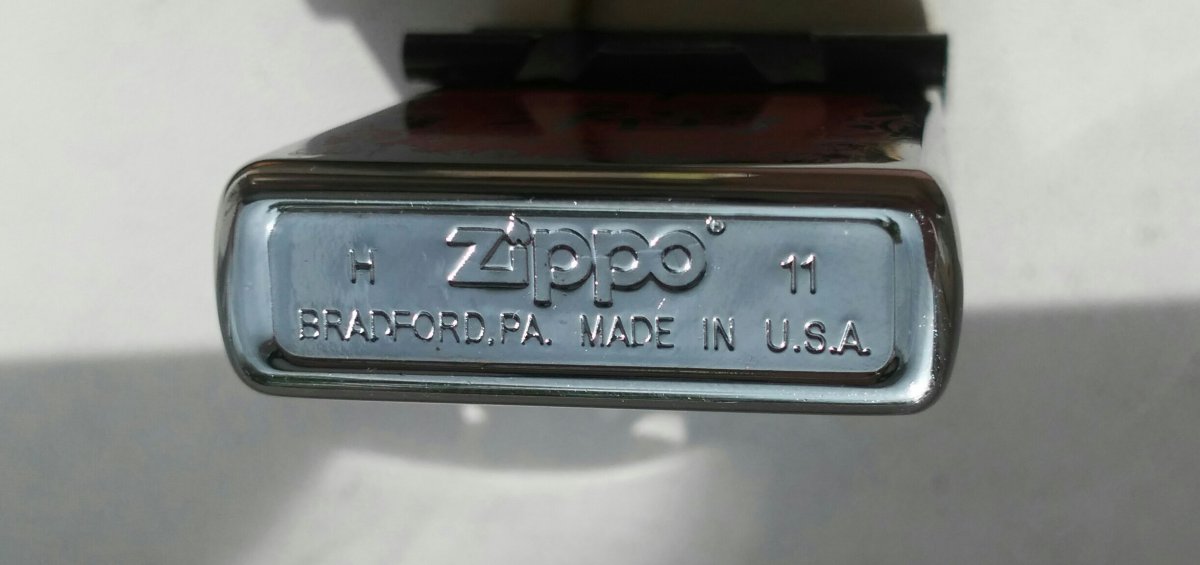 H Zippo® 11
BRADFORD, PA. MADE IN U.S.A.